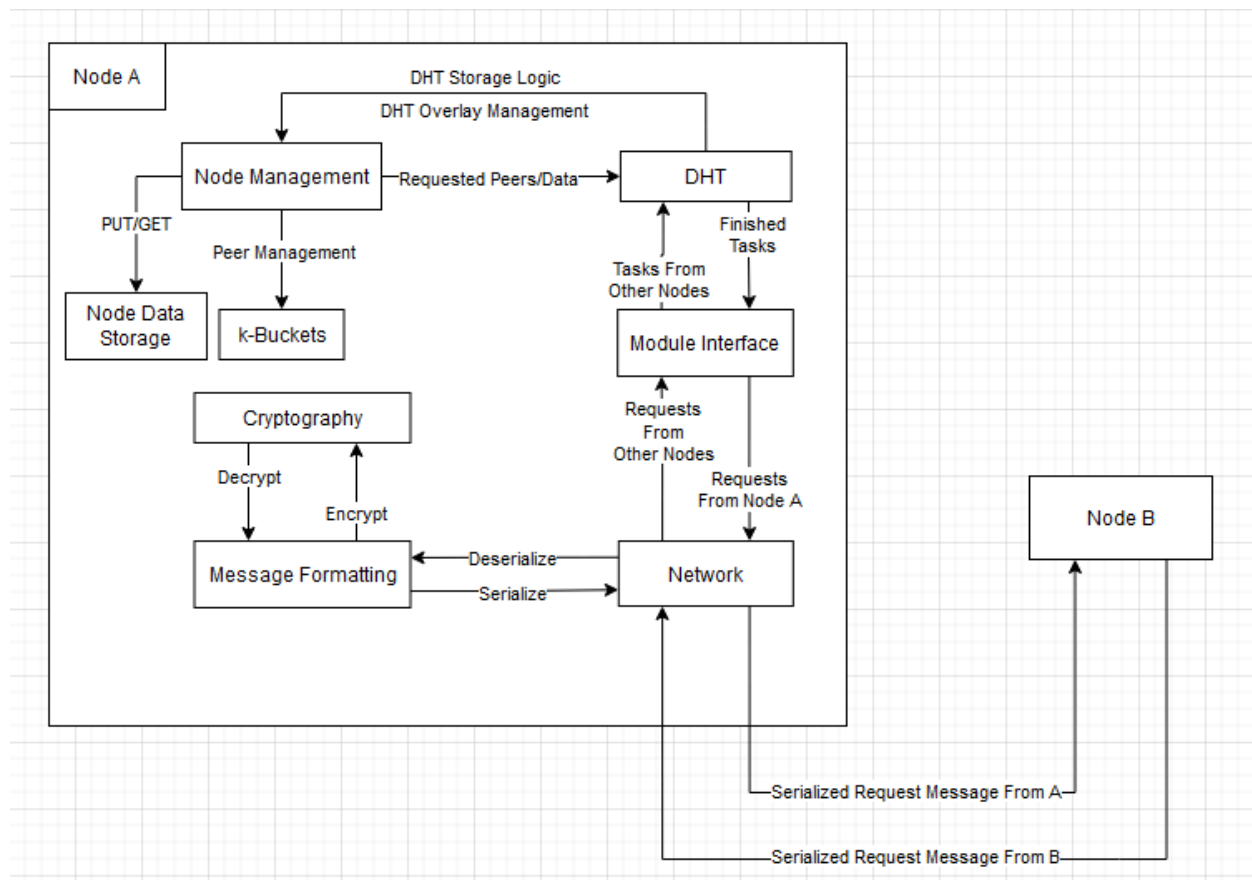 Node A
DHT Storage Logic
DHT Overlay Management
Node Management
Requested Peers/Data
DHT
PUT/GET
Peer Management
Finished
Tasks
Tasks From
Other Nodes
Node Data
Storage
k-Buckets
Module Interface
Cryptography
Requests
From
Other Nodes
Decrypt
Encrypt
Requests
From Node A
Node B
Message Formatting
Deserialize
Serialize
Network
Serialized Request Message From A
Serialized Request Message From B